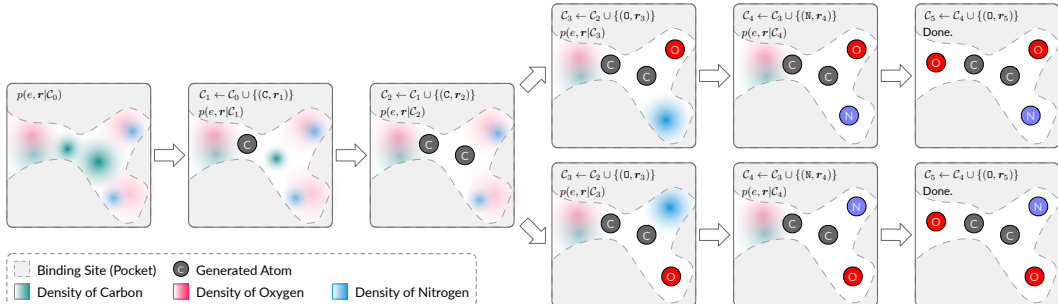 p(e, r|C₀)
C₁ ← C₀ ∪ {(C, r₁)}
p(e, r|C₁)
C
C₂ ← C₁ ∪ {(C, r₂)}
p(e, r|C₂)
C
C
C₃ ← C₂ ∪ {(O, r₃)}
p(e, r|C₃)
O
C
C
C₄ ← C₃ ∪ {(N, r₄)}
p(e, r|C₄)
O
C
C
N
C₅ ← C₄ ∪ {(O, r₅)}
Done.
O
O
C
C
N
C₃ ← C₂ ∪ {(O, r₃)}
p(e, r|C₃)
C
C
O
C₄ ← C₃ ∪ {(N, r₄)}
p(e, r|C₄)
N
C
C
O
C₅ ← C₄ ∪ {(O, r₅)}
Done.
N
O
C
C
O
Binding Site (Pocket)
C
Generated Atom
Density of Carbon
Density of Oxygen
Density of Nitrogen